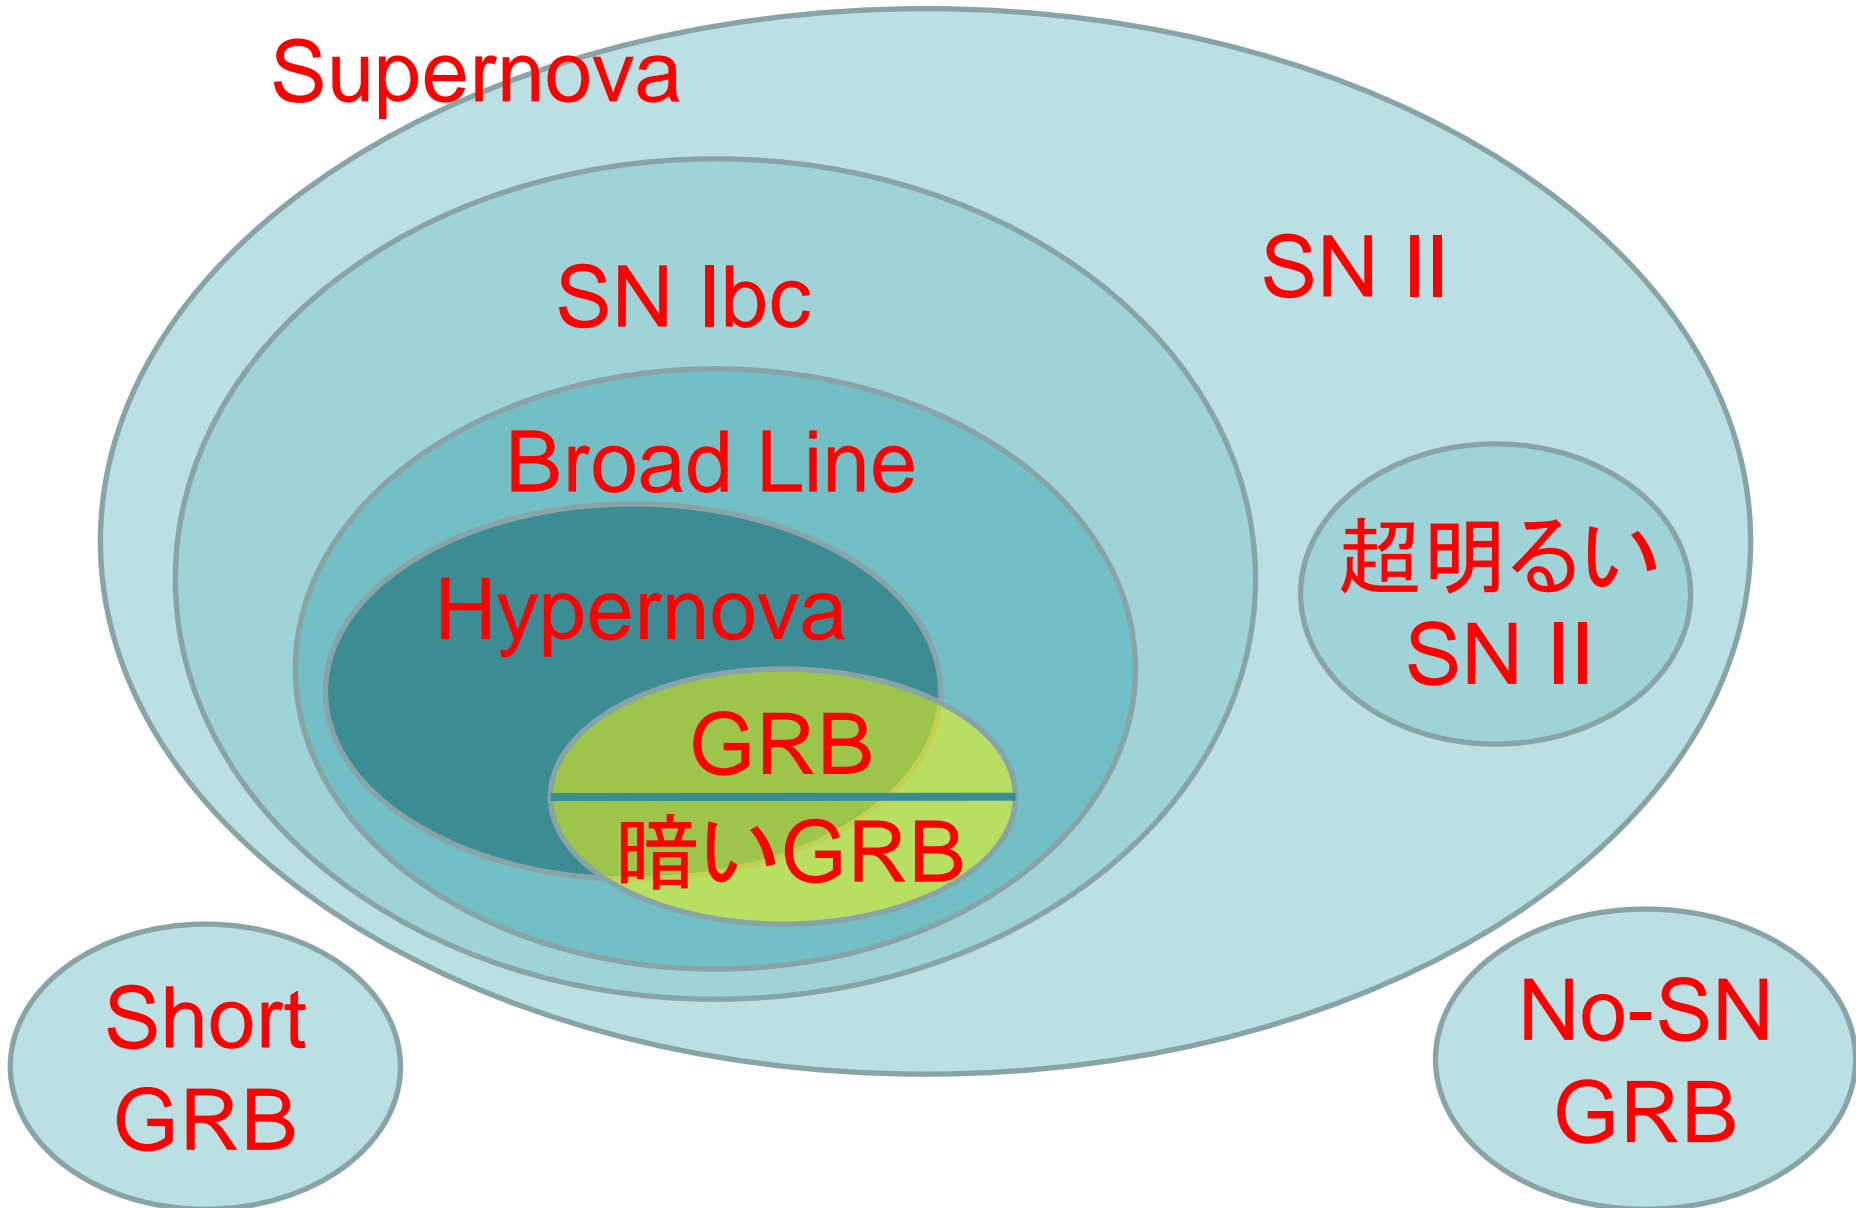 Supernova
SN II
SN Ibc
Broad Line
超明るい
SN II
Hypernova
GRB
暗いGRB
Short
GRB
No-SN
GRB